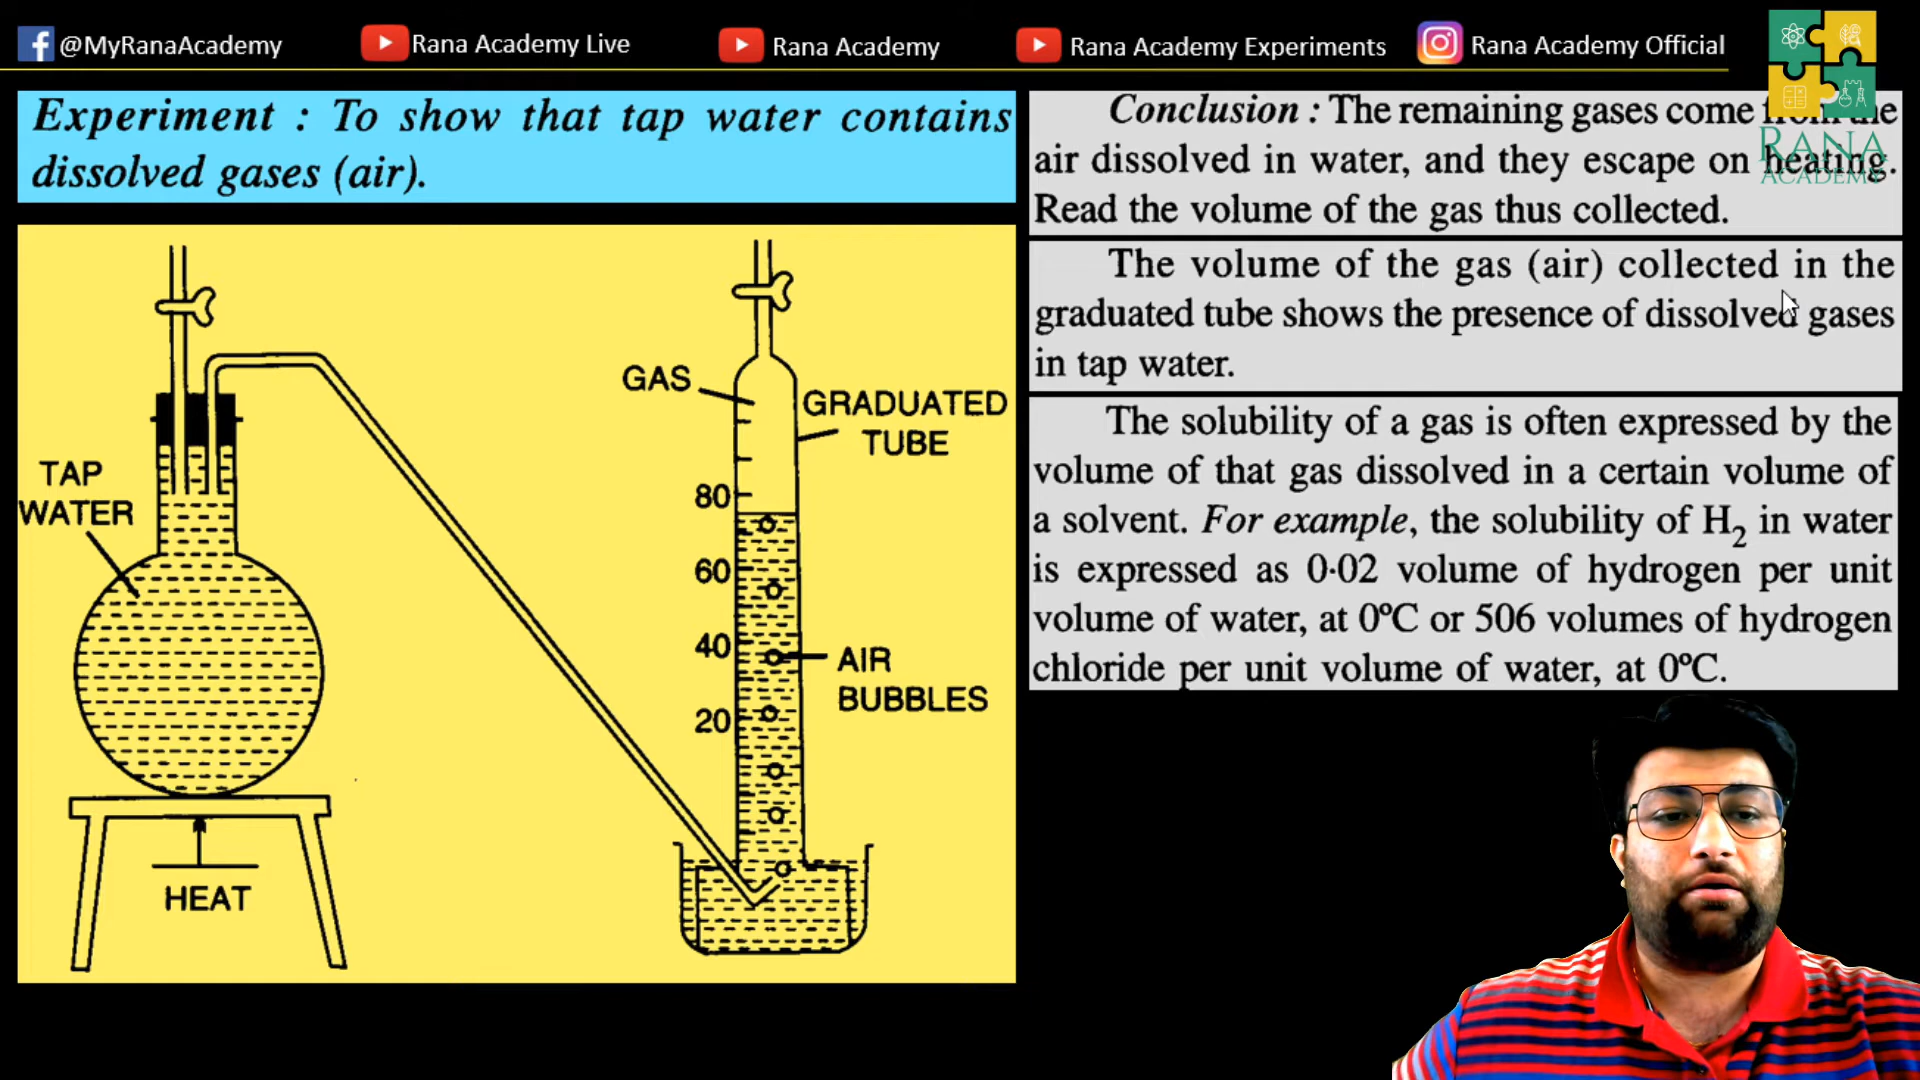 @MyRanaAcademy
Rana Academy Live
Rana Academy
Rana Academy Experiments
Rana Academy Official
RANA
ACADEMY
Experiment : To show that tap water contains
dissolved gases (air).
TAP
WATER
HEAT
GAS
GRADUATED
TUBE
80
60
40
20
AIR
BUBBLES
Conclusion : The remaining gases come from the
air dissolved in water, and they escape on heating.
Read the volume of the gas thus collected.
The volume of the gas (air) collected in the
graduated tube shows the presence of dissolved gases
in tap water.
The solubility of a gas is often expressed by the
volume of that gas dissolved in a certain volume of
a solvent. For example, the solubility of H2 in water
is expressed as 0·02 volume of hydrogen per unit
volume of water, at 0ºC or 506 volumes of hydrogen
chloride per unit volume of water, at 0ºC.